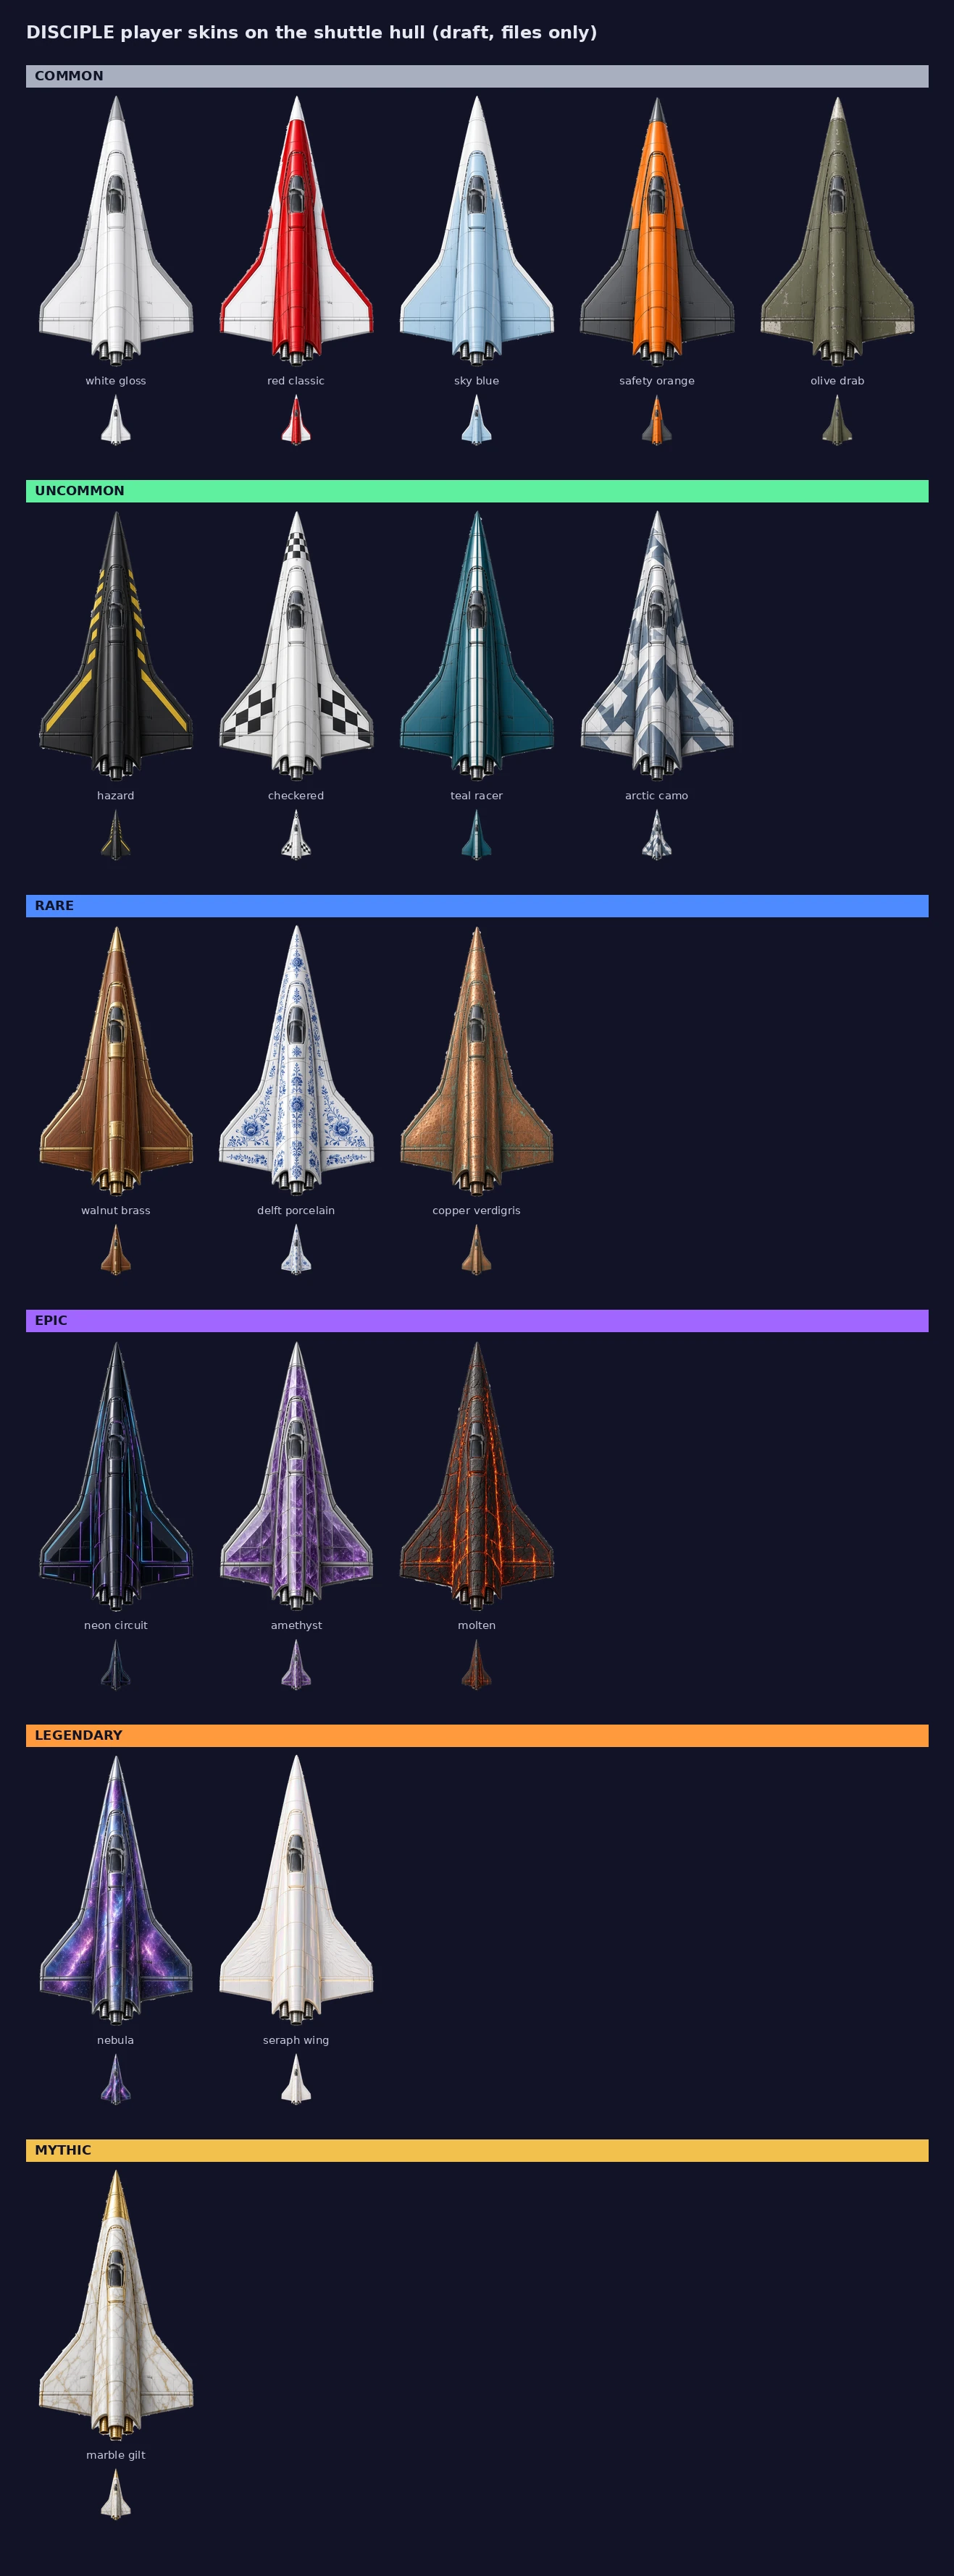 DISCIPLE player skins on the shuttle hull (draft, files only)
COMMON
white gloss
red classic
sky blue
safety orange
olive drab
UNCOMMON
hazard
checkered
teal racer
arctic camo
RARE
walnut brass
delft porcelain
copper verdigris
EPIC
neon circuit
amethyst
molten
LEGENDARY
nebula
seraph wing
MYTHIC
marble gilt